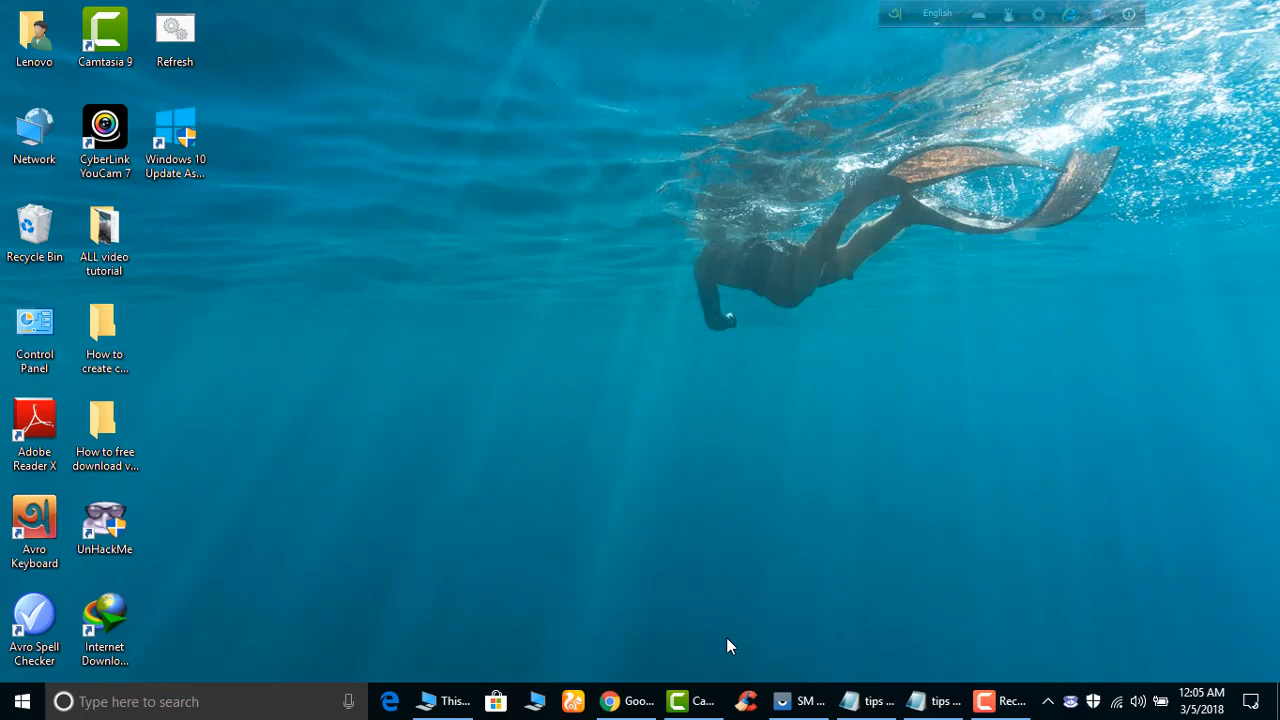 English
Lenovo
Camtasia 9
Refresh
Network
CyberLink
YouCam 7
Windows 10
Update As...
Recycle Bin
ALL video
tutorial
Control
Panel
How to
create c...
Adobe
Reader X
How to free
download v...
Avro
Keyboard
UnHackMe
Avro Spell
Checker
Internet
Downlo...
Type here to search
This...
Goo...
Ca...
SM ...
tips ...
tips ...
Rec...
12:05 AM
3/5/2018